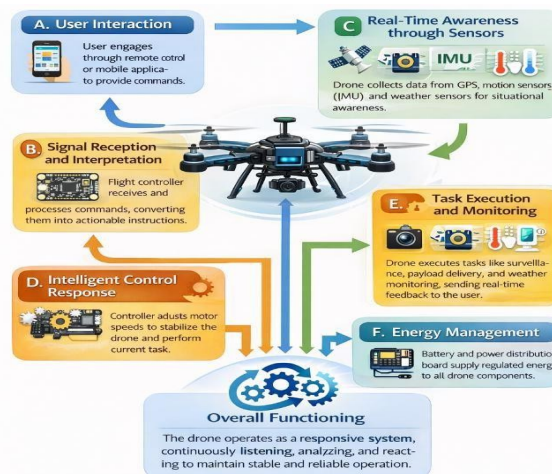 A. User Interaction
User engages
through remote cotrol
or mobile applica-
to provide commands.
C Real-Time Awareness
through Sensors
IMU
Drone collects data from GPS, motion sensors
(IMU) and weather sensors for situational
awareness.
B. Signal Reception
and Interpretation
Flight controller
receives and
processes commands, converting
them into actionable instructions.
E. Task Execution
and Monitoring
Drone executes tasks like survella-
nce, payload delivery, and weather
monitoring, sending real-time
feedback to the user.
D. Intelligent Control
Response
Controller adusts motor
speeds to stabilize the
drone and perform
current task.
F. Energy Management
Battery and power distribution
board supply regulated energ
to all drone components.
Overall Functioning
The drone operates as a responsive system,
continuously listening, analyzing, and react-
ing to maintain stable and reliable operation.